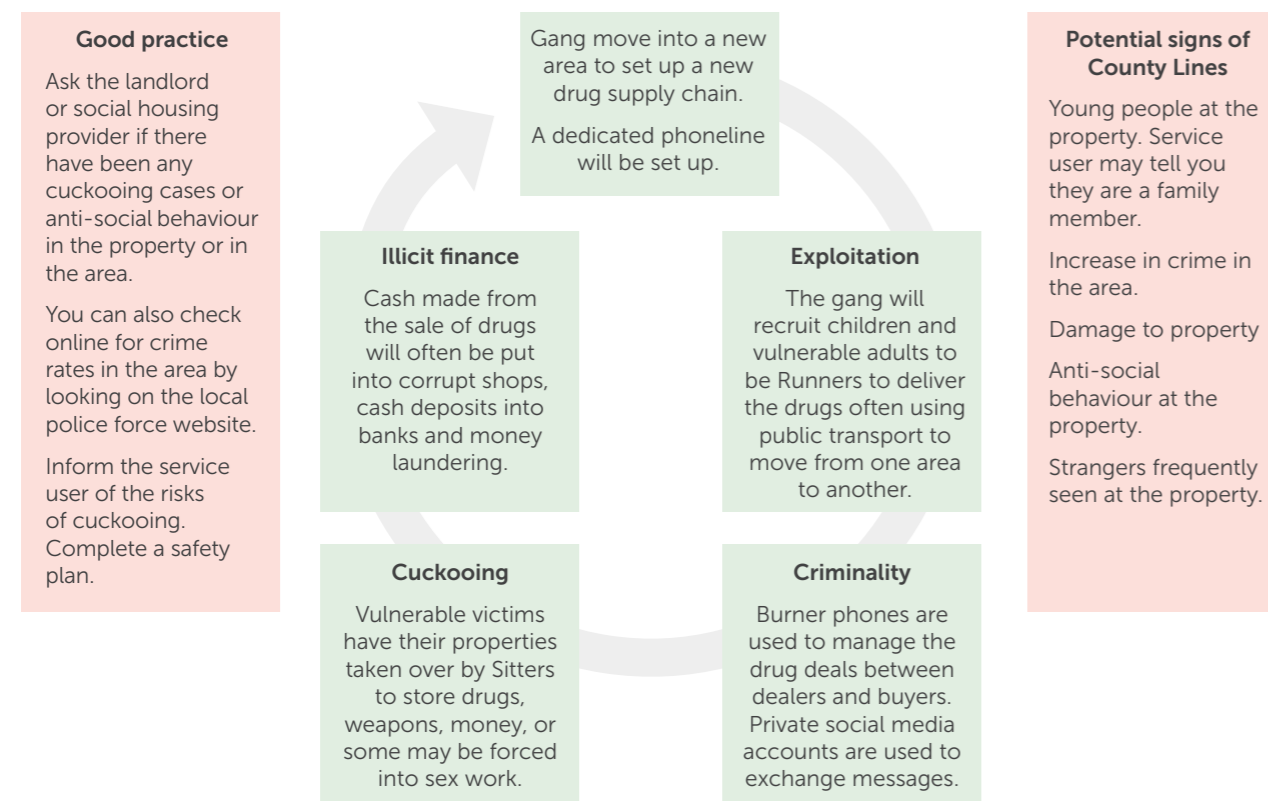 Good practice
Ask the landlord
or social housing
provider if there
have been any
cuckooing cases or
anti-social behaviour
in the property or in
the area.
You can also check
online for crime
rates in the area by
looking on the local
police force website.
Inform the service
user of the risks
of cuckooing.
Complete a safety
plan.
Gang move into a new
area to set up a new
drug supply chain.
A dedicated phoneline
will be set up.
Exploitation
The gang will
recruit children and
vulnerable adults to
be Runners to deliver
the drugs often using
public transport to
move from one area
to another.
Criminality
Burner phones are
used to manage the
drug deals between
dealers and buyers.
Private social media
accounts are used to
exchange messages.
Cuckooing
Vulnerable victims
have their properties
taken over by Sitters
to store drugs,
weapons, money, or
some may be forced
into sex work.
Illicit finance
Cash made from
the sale of drugs
will often be put
into corrupt shops,
cash deposits into
banks and money
laundering.
Potential signs of
County Lines
Young people at the
property. Service
user may tell you
they are a family
member.
Increase in crime in
the area.
Damage to property
Anti-social
behaviour at the
property.
Strangers frequently
seen at the property.